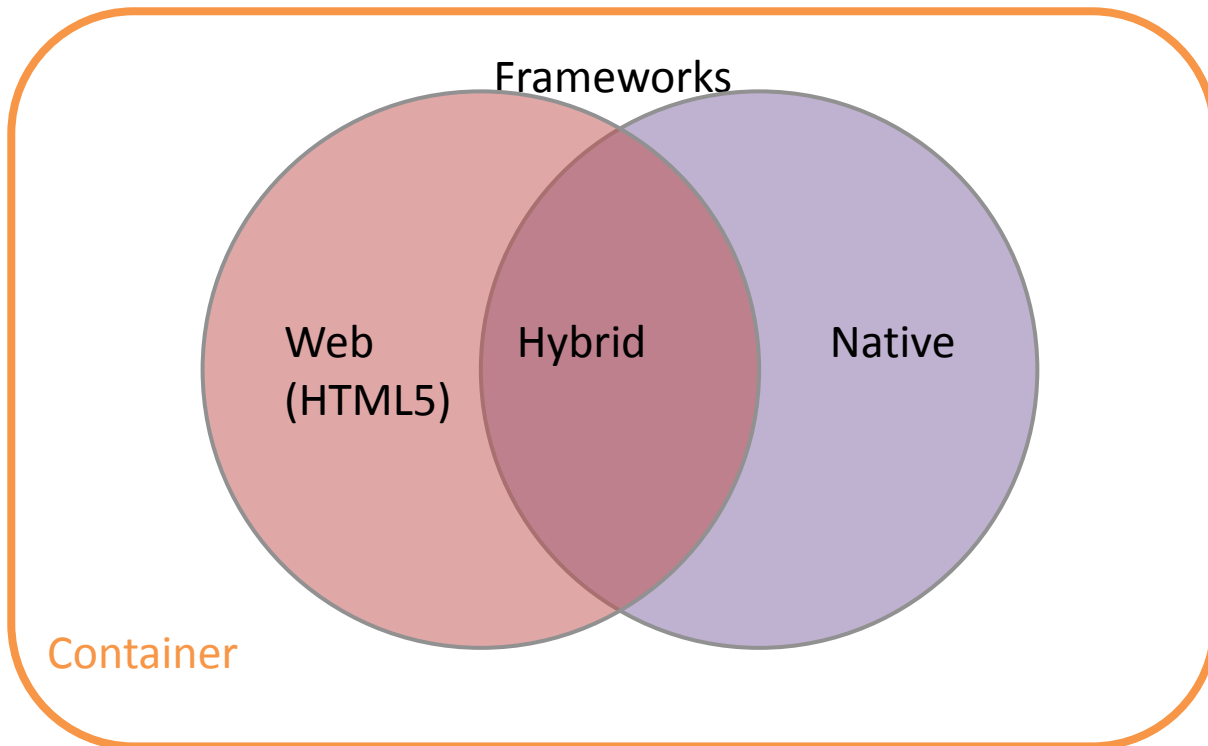 Frameworks
Web
(HTML5)
Hybrid
Native
Container